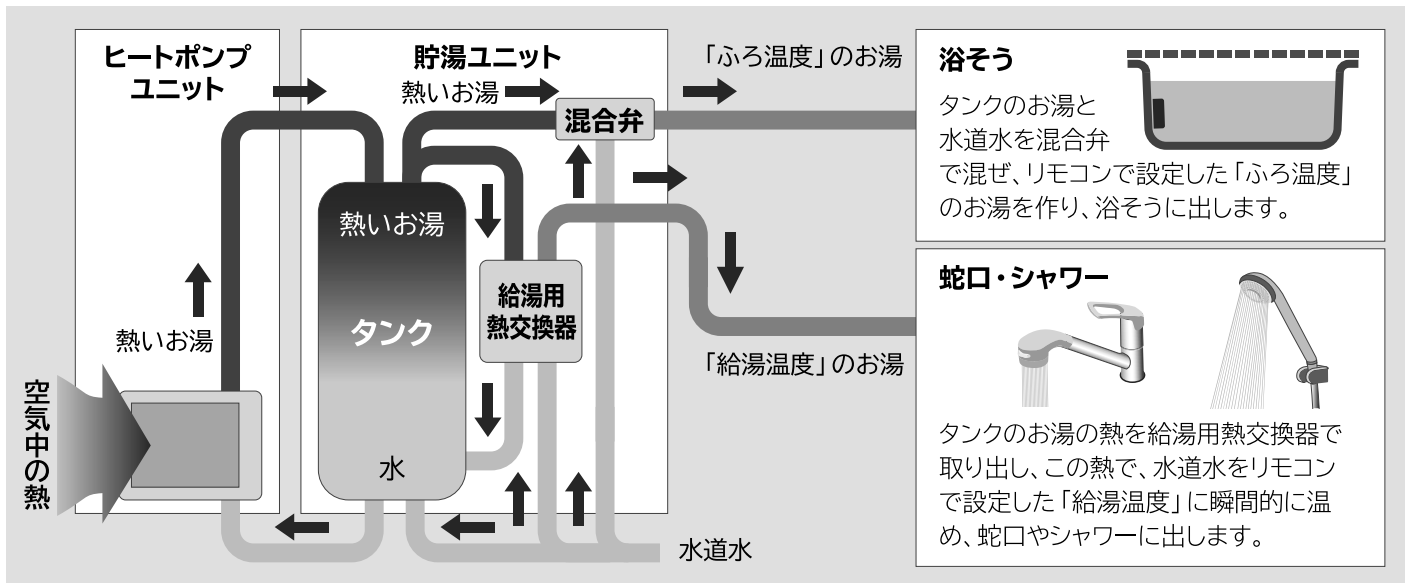 ヒートポンプ
ユニット
貯湯ユニット
熱いお湯
混合弁
「ふろ温度」のお湯
熱いお湯
タンク
水
給湯用
熱交換器
熱いお湯
空気中の熱
「給湯温度」のお湯
水道水
浴そう
タンクのお湯と
水道水を混合弁
で混ぜ、リモコンで設定した「ふろ温度」
のお湯を作り、浴そうに出します。
蛇口・シャワー
タンクのお湯の熱を給湯用熱交換器で
取り出し、この熱で、水道水をリモコン
で設定した「給湯温度」に瞬間的に温
め、蛇口やシャワーに出します。